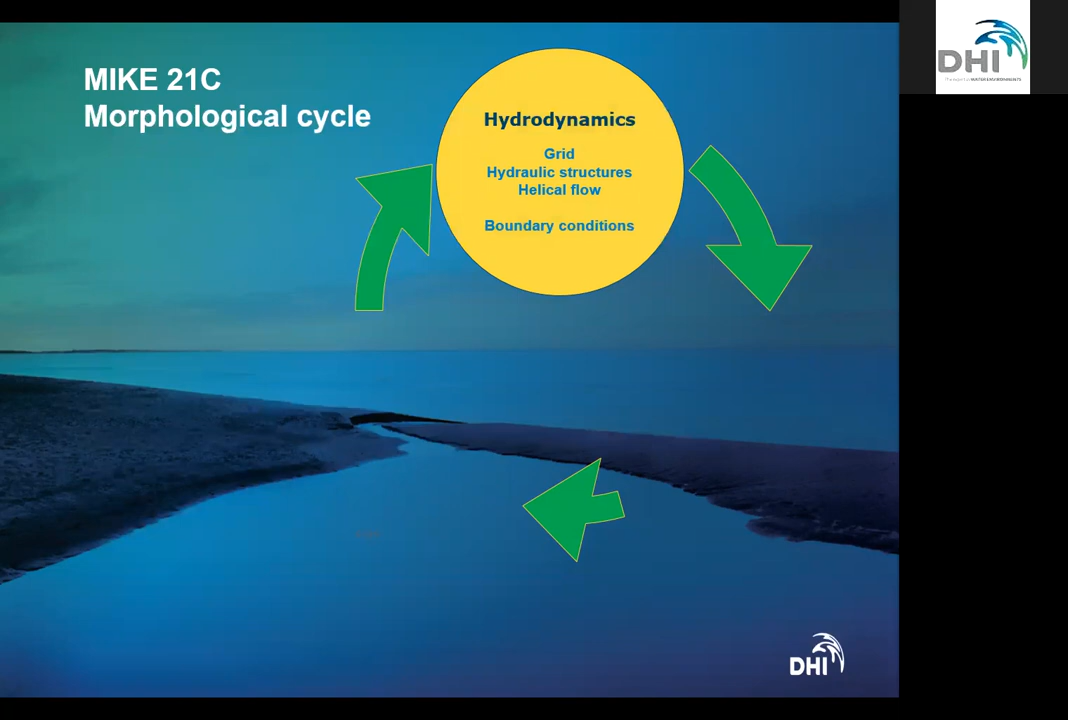 MIKE 21C
Morphological cycle
Hydrodynamics
Grid
Hydraulic structures
Helical flow
Boundary conditions
DHI
DHI